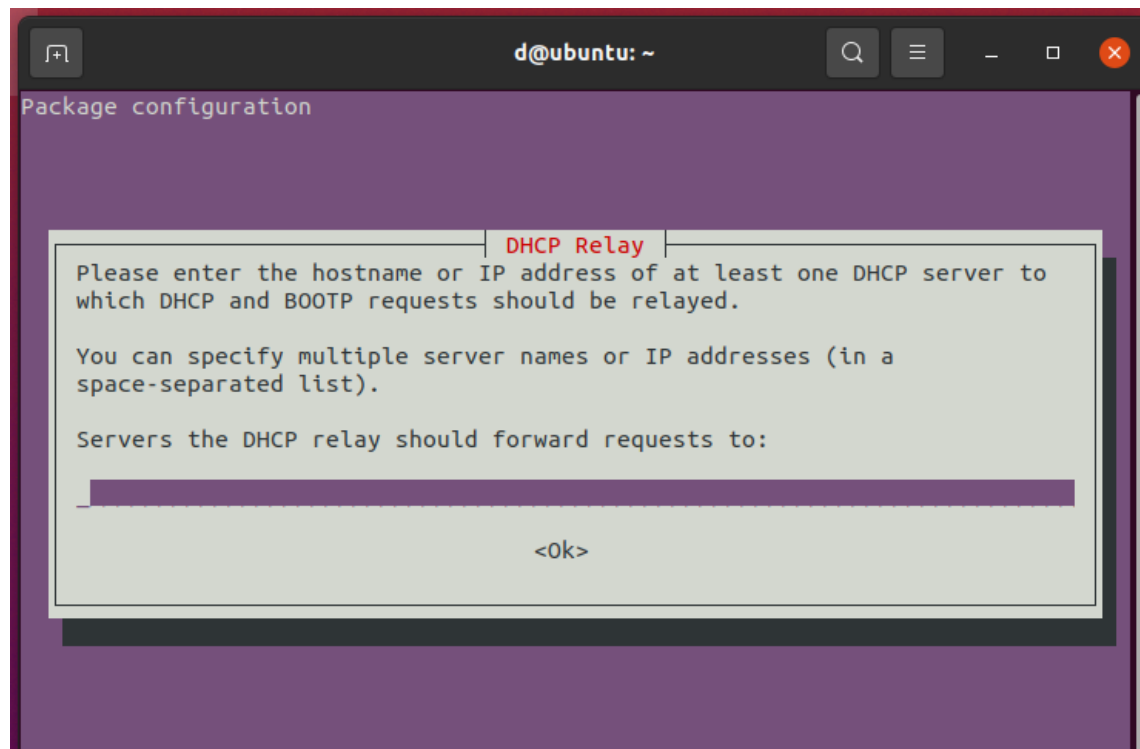 d@ubuntu: ~
Package configuration
DHCP Relay
Please enter the hostname or IP address of at least one DHCP server to
which DHCP and BOOTP requests should be relayed.
You can specify multiple server names or IP addresses (in a
space-separated list).
Servers the DHCP relay should forward requests to:
<Ok>